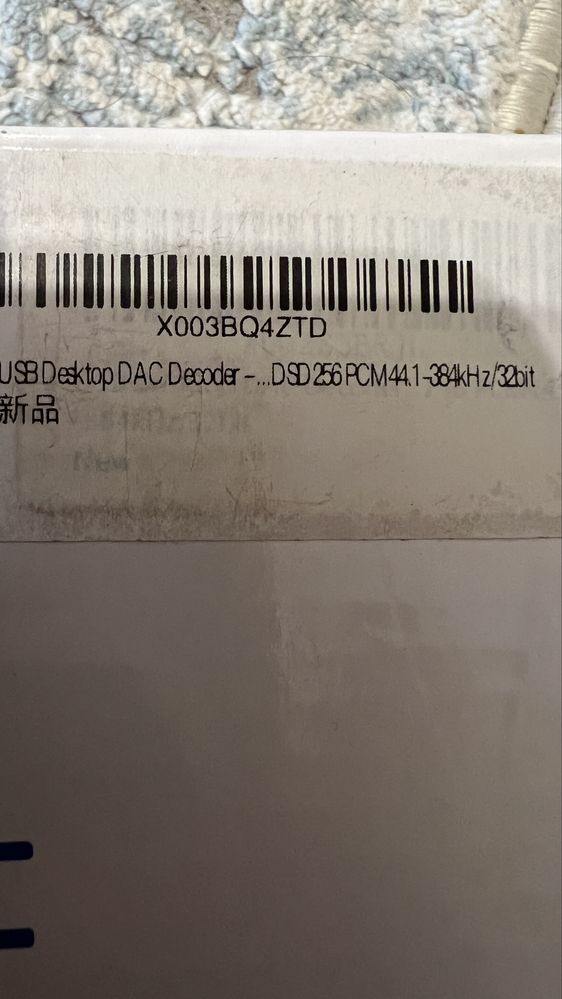 X003BQ4ZTD
USB Desktop DAC Decoder -...DSD256 PCM44.1-384kHz/32bit
新品